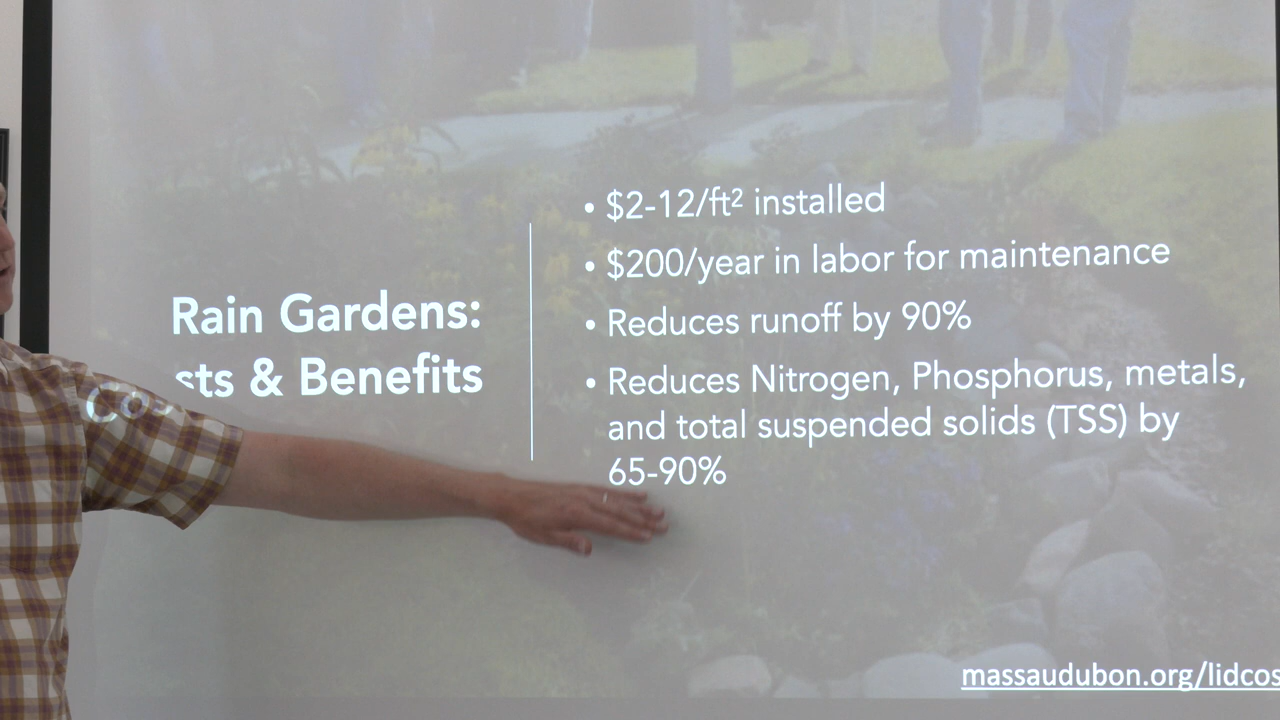 Rain Gardens:
Costs & Benefits
• $2-12/ft² installed
• $200/year in labor for maintenance
• Reduces runoff by 90%
• Reduces Nitrogen, Phosphorus, metals,
and total suspended solids (TSS) by
65-90%
massaudubon.org/lidcos